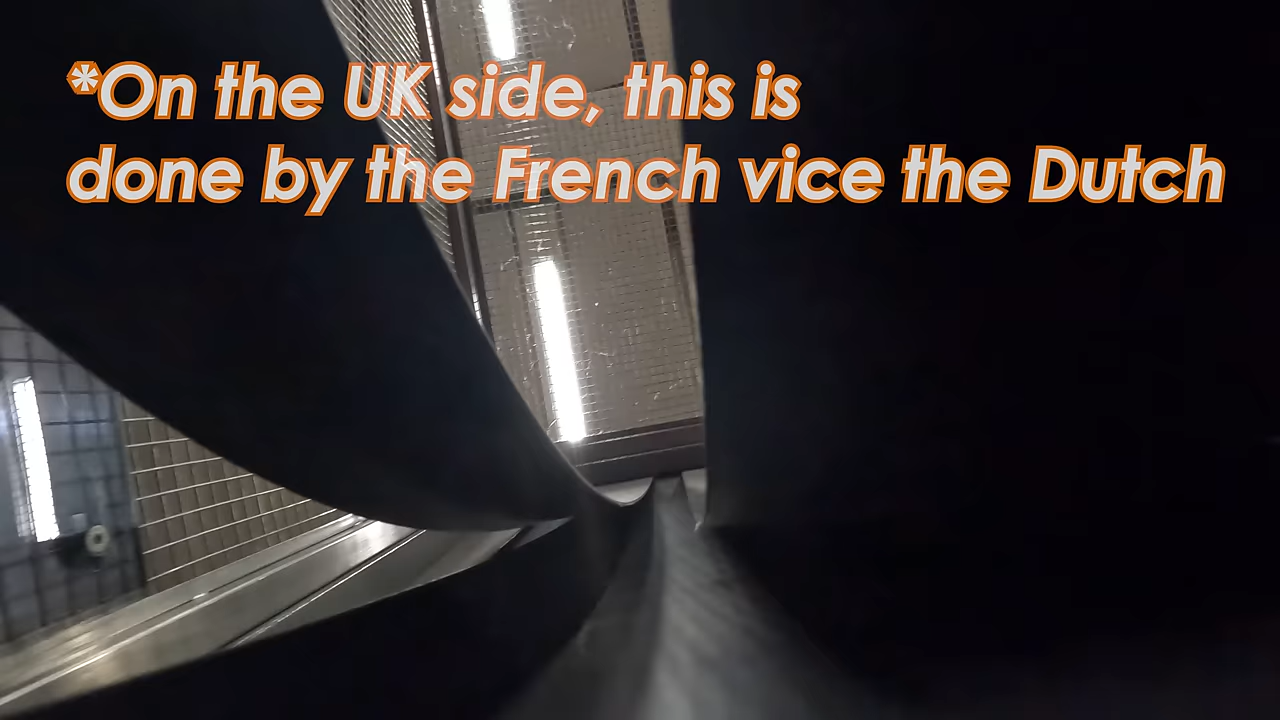 *On the UK side, this is
done by the French vice the Dutch